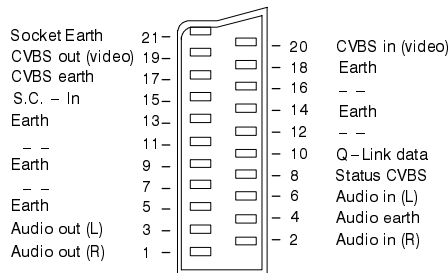 Socket Earth 21 –
CVBS out (video) 19 –
CVBS earth 17 –
S.C. – In 15 –
Earth 13 –
– – 11 –
Earth 9 –
– – 7 –
Earth 5 –
Audio out (L) 3 –
Audio out (R) 1 –
– 20 CVBS in (video)
– 18 Earth
– 16 – –
– 14 Earth
– 12 – –
– 10 Q – Link data
– 8 Status CVBS
– 6 Audio in (L)
– 4 Audio earth
– 2 Audio in (R)